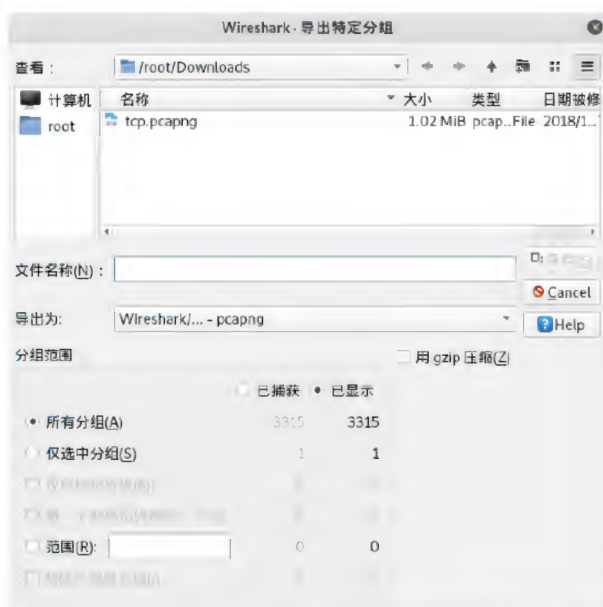 Wireshark · 导出特定分组
查看： /root/Downloads
计算机
root
名称 大小 类型 日期被修
tcp.pcapng 1.02 MiB pcap...File 2018/1...
文件名称(N)：
Cancel
导出为: Wireshark/... - pcapng
Help
分组范围 用 gzip 压缩(Z)
已捕获 已显示
所有分组(A) 3315 3315
仅选中分组(S) 1 1
范围(R): 0 0